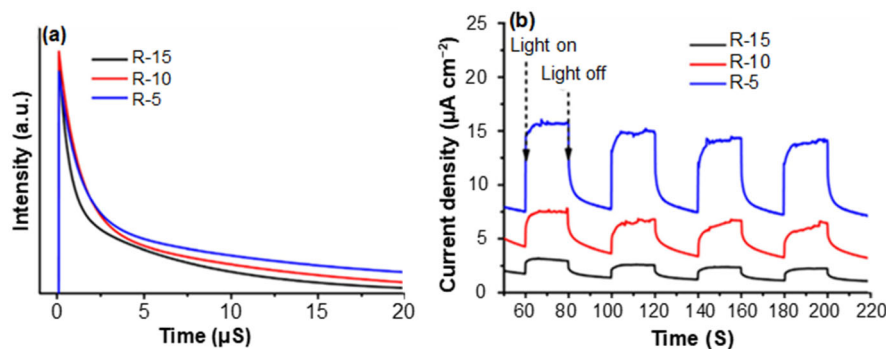 (a)
R-15
R-10
R-5
Intensity (a.u.)
0
5
10
15
20
Time (µS)
(b)
Light on
Light off
R-15
R-10
R-5
Current density (µA cm⁻²)
25
20
15
10
5
0
50 60 80 100 120 140 160 180 200 220
Time (S)